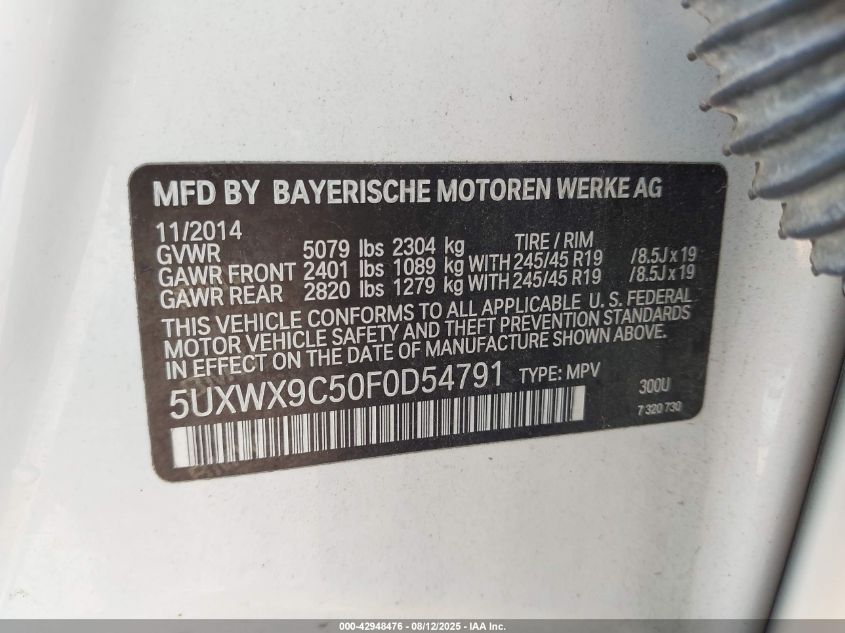 MFD BY BAYERISCHE MOTOREN WERKE AG
11/2014 TIRE / RIM
GVWR 5079 lbs 2304 kg
GAWR FRONT 2401 lbs 1089 kg WITH 245/45 R19 /8.5J x 19
GAWR REAR 2820 lbs 1279 kg WITH 245/45 R19 /8.5J x 19
THIS VEHICLE CONFORMS TO ALL APPLICABLE U. S. FEDERAL
MOTOR VEHICLE SAFETY AND THEFT PREVENTION STANDARDS
IN EFFECT ON THE DATE OF MANUFACTURE SHOWN ABOVE.
5UXWX9C50F0D54791 TYPE: MPV 300U
7 320 730
000-42948476 - 08/12/2025 - IAA Inc.